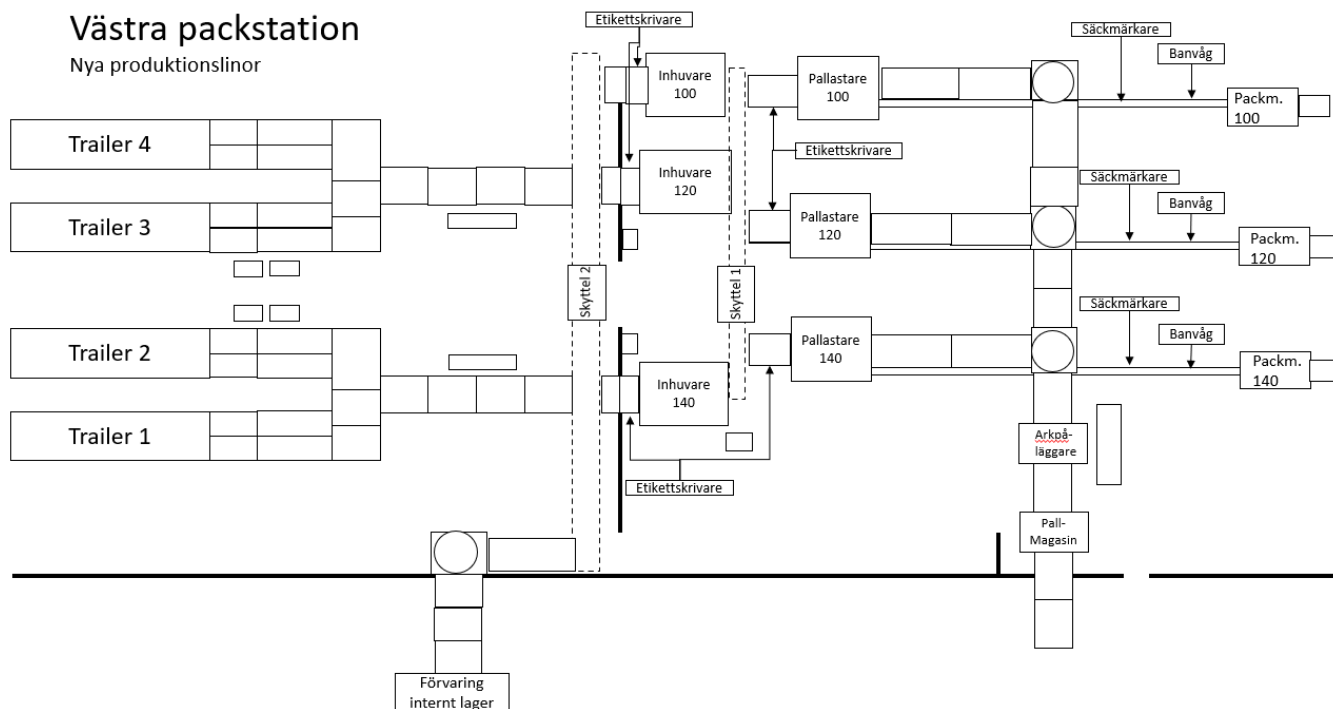 Västra packstation
Nya produktionslinor
Etikettskrivare
Säckmärkare
Banvåg
Inhuvare
100
Pallastare
100
Packm.
100
Trailer 4
Etikettskrivare
Inhuvare
120
Säckmärkare
Banvåg
Trailer 3
Pallastare
120
Packm.
120
Skyttel 2
Skyttel 1
Säckmärkare
Banvåg
Trailer 2
Pallastare
140
Packm.
140
Inhuvare
140
Trailer 1
Arkpå-
läggare
Etikettskrivare
Pall-
Magasin
Förvaring
internt lager